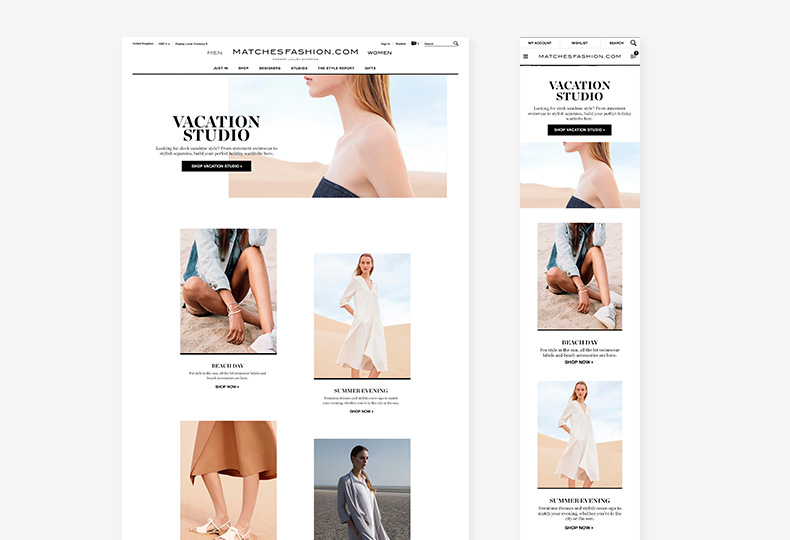 United Kingdom
GBP £
Display Local Currency $
Sign In
Wishlist
Search
MEN
MATCHESFASHION.COM
WOMEN
MODERN LUXURY SHOPPING
JUST IN
SHOP
DESIGNERS
STUDIOS
THE STYLE REPORT
GIFTS
VACATION
STUDIO
Looking for sleek sunshine style? From statement swimwear to
stylish separates, build your perfect holiday wardrobe here.
SHOP VACATION STUDIO >
BEACH DAY
For style in the sun, all the hit-swimwear labels and
beach accessories are here.
SHOP NOW >
SUMMER EVENING
Feminine dresses and stylish cover-ups to match
your evening, whether you're in the city or the sun.
SHOP NOW >
MY ACCOUNT
WISHLIST
SEARCH
MATCHESFASHION.COM
VACATION
STUDIO
Looking for sleek sunshine style? From statement
swimwear to stylish separates, build your perfect holiday
wardrobe here.
SHOP VACATION STUDIO >
BEACH DAY
For style in the sun, all the hit-swimwear
labels and beach accessories are here.
SHOP NOW >
SUMMER EVENING
Feminine dresses and stylish cover-ups to
match your evening, whether you're in the
city or the sun.
SHOP NOW >